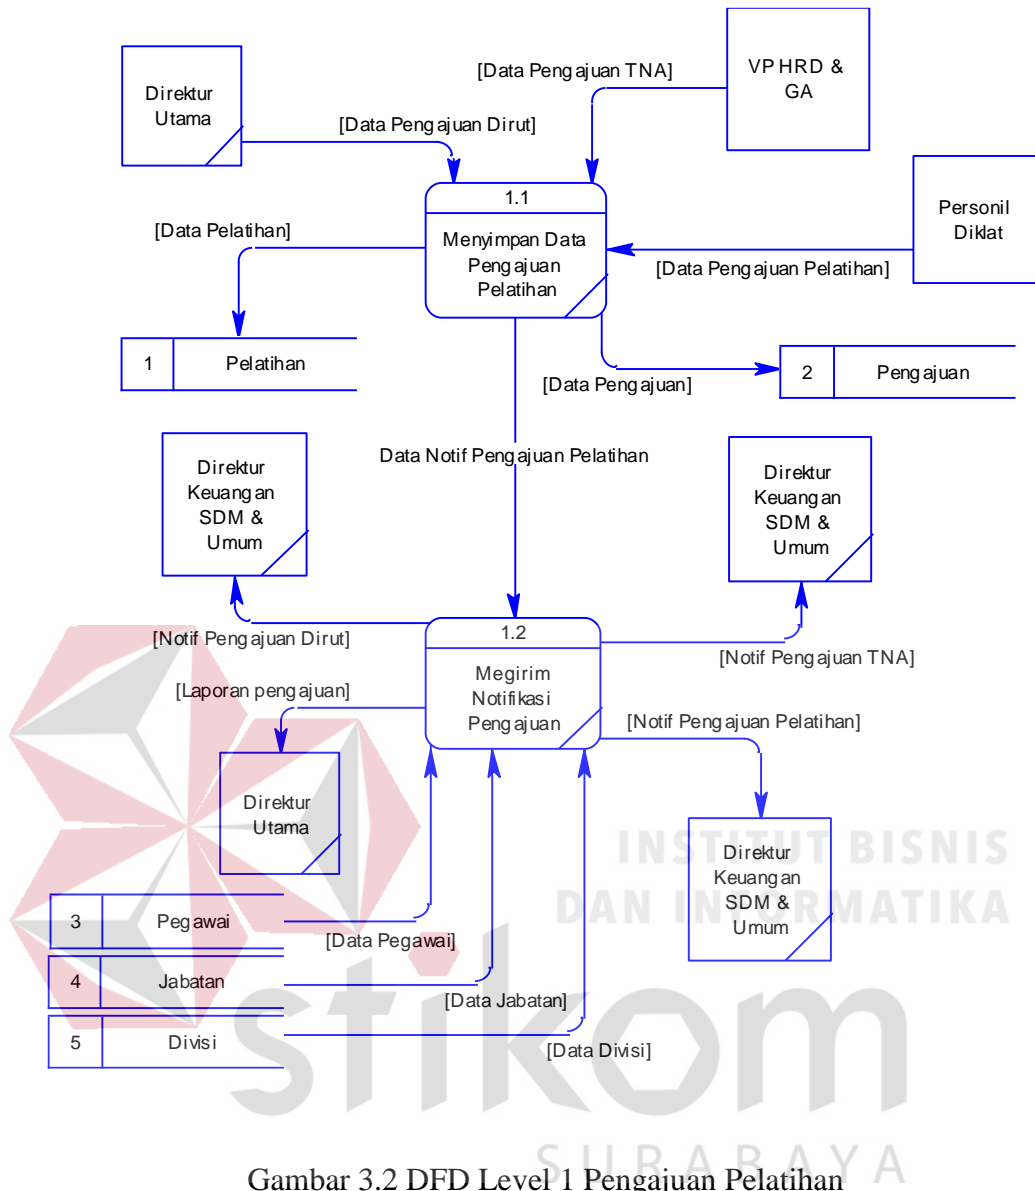 [Data Pengajuan TNA]
VP HRD &
GA
Direktur
Utama
[Data Pengajuan Dirut]
1.1
Menyimpan Data
Pengajuan
Pelatihan
Personil
Diklat
[Data Pelatihan]
[Data Pengajuan Pelatihan]
1
Pelatihan
[Data Pengajuan]
2
Pengajuan
Data Notif Pengajuan Pelatihan
Direktur
Keuangan
SDM &
Umum
Direktur
Keuangan
SDM &
Umum
[Notif Pengajuan Dirut]
1.2
Megirim
Notifikasi
Pengajuan
[Notif Pengajuan TNA]
[Laporan pengajuan]
[Notif Pengajuan Pelatihan]
Direktur
Utama
Direktur
Keuangan
SDM &
Umum
INSTITUT BISNIS
DAN INFORMATIKA
3
Pegawai
[Data Pegawai]
4
Jabatan
[Data Jabatan]
5
Divisi
[Data Divisi]
stikom
SURABAYA
Gambar 3.2 DFD Level 1 Pengajuan Pelatihan